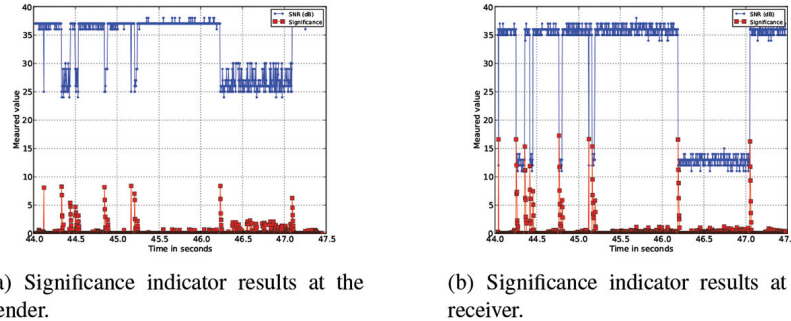 40
35
30
25
20
15
10
5
0
Meaured value
SNR (dB)
Significance
44.0 44.5 45.0 45.5 46.0 46.5 47.0 47.5
Time in seconds
40
35
30
25
20
15
10
5
0
Meaured value
SNR (dB)
Significance
44.0 44.5 45.0 45.5 46.0 46.5 47.0 47.5
Time in seconds
a) Significance indicator results at the
ender.
(b) Significance indicator results at
receiver.